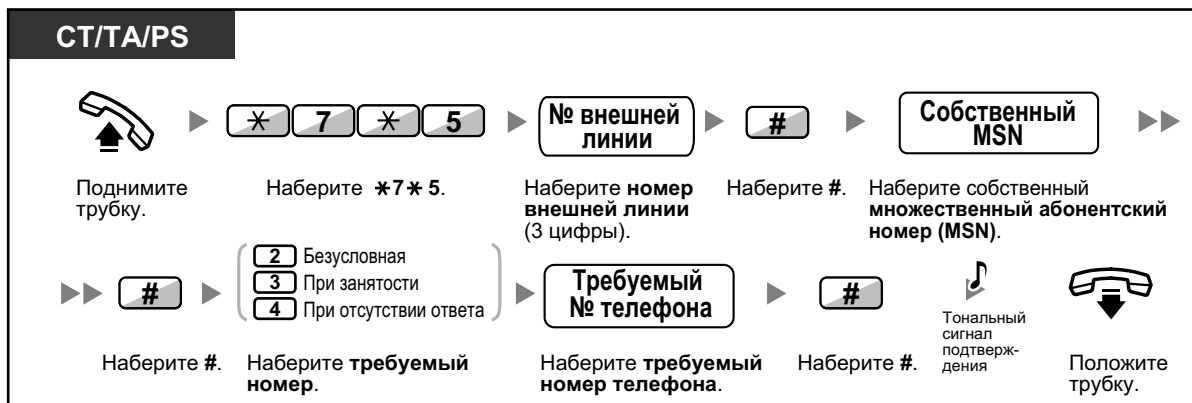 CT/TA/PS
* 7 * 5
№ внешней
линии
#
Собственный
MSN
Поднимите
трубку.
Наберите *7* 5.
Наберите номер
внешней линии
(3 цифры).
Наберите #.
Наберите собственный
множественный абонентский
номер (MSN).
#
2 Безусловная
3 При занятости
4 При отсутствии ответа
Требуемый
№ телефона
#
Тональный
сигнал
подтверж-
дения
Наберите #.
Наберите требуемый
номер.
Наберите требуемый
номер телефона.
Наберите #.
Положите
трубку.